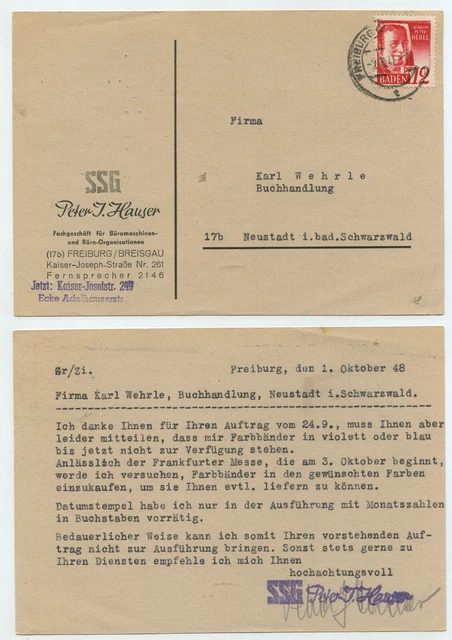 FREIBURG
JOHANN
PETER
HEBEL
BADEN
12
Firma
Karl Wehrle
Buchhandlung
17b Neustadt i.bad.Schwarzwald
SSG
Peter J. Hauser
Fachgeschäft für Büromaschinen-
und Büro-Organisationen
(17b) FREIBURG/BREISGAU
Kaiser-Joseph-Straße Nr. 261
Fernsprecher 2146
Jetzt: Kaiser-Josefstr. 249
Ecke Adelhauserstr.
Gr/Zi. Freiburg, den 1. Oktober 48
Firma Karl Wehrle, Buchhandlung, Neustadt i.Schwarzwald.
Ich danke Ihnen für Ihren Auftrag vom 24.9., muss Ihnen aber
leider mitteilen, dass mir Farbbänder in violett oder blau
bis jetzt nicht zur Verfügung stehen.
Anlässlich der Frankfurter Messe, die am 3. Oktober beginnt,
werde ich versuchen, Farbbänder in den gewünschten Farben
einzukaufen, um sie Ihnen evtl. liefern zu können.
Datumstempel habe ich nur in der Ausführung mit Monatszahlen
in Buchstaben vorrätig.
Bedauerlicher Weise kann ich somit Ihren vorstehenden Auf-
trag nicht zur Ausführung bringen. Sonst stets gerne zu
Ihren Diensten empfehle ich mich Ihnen
hochachtungsvoll
SSG Peter J. Hauser